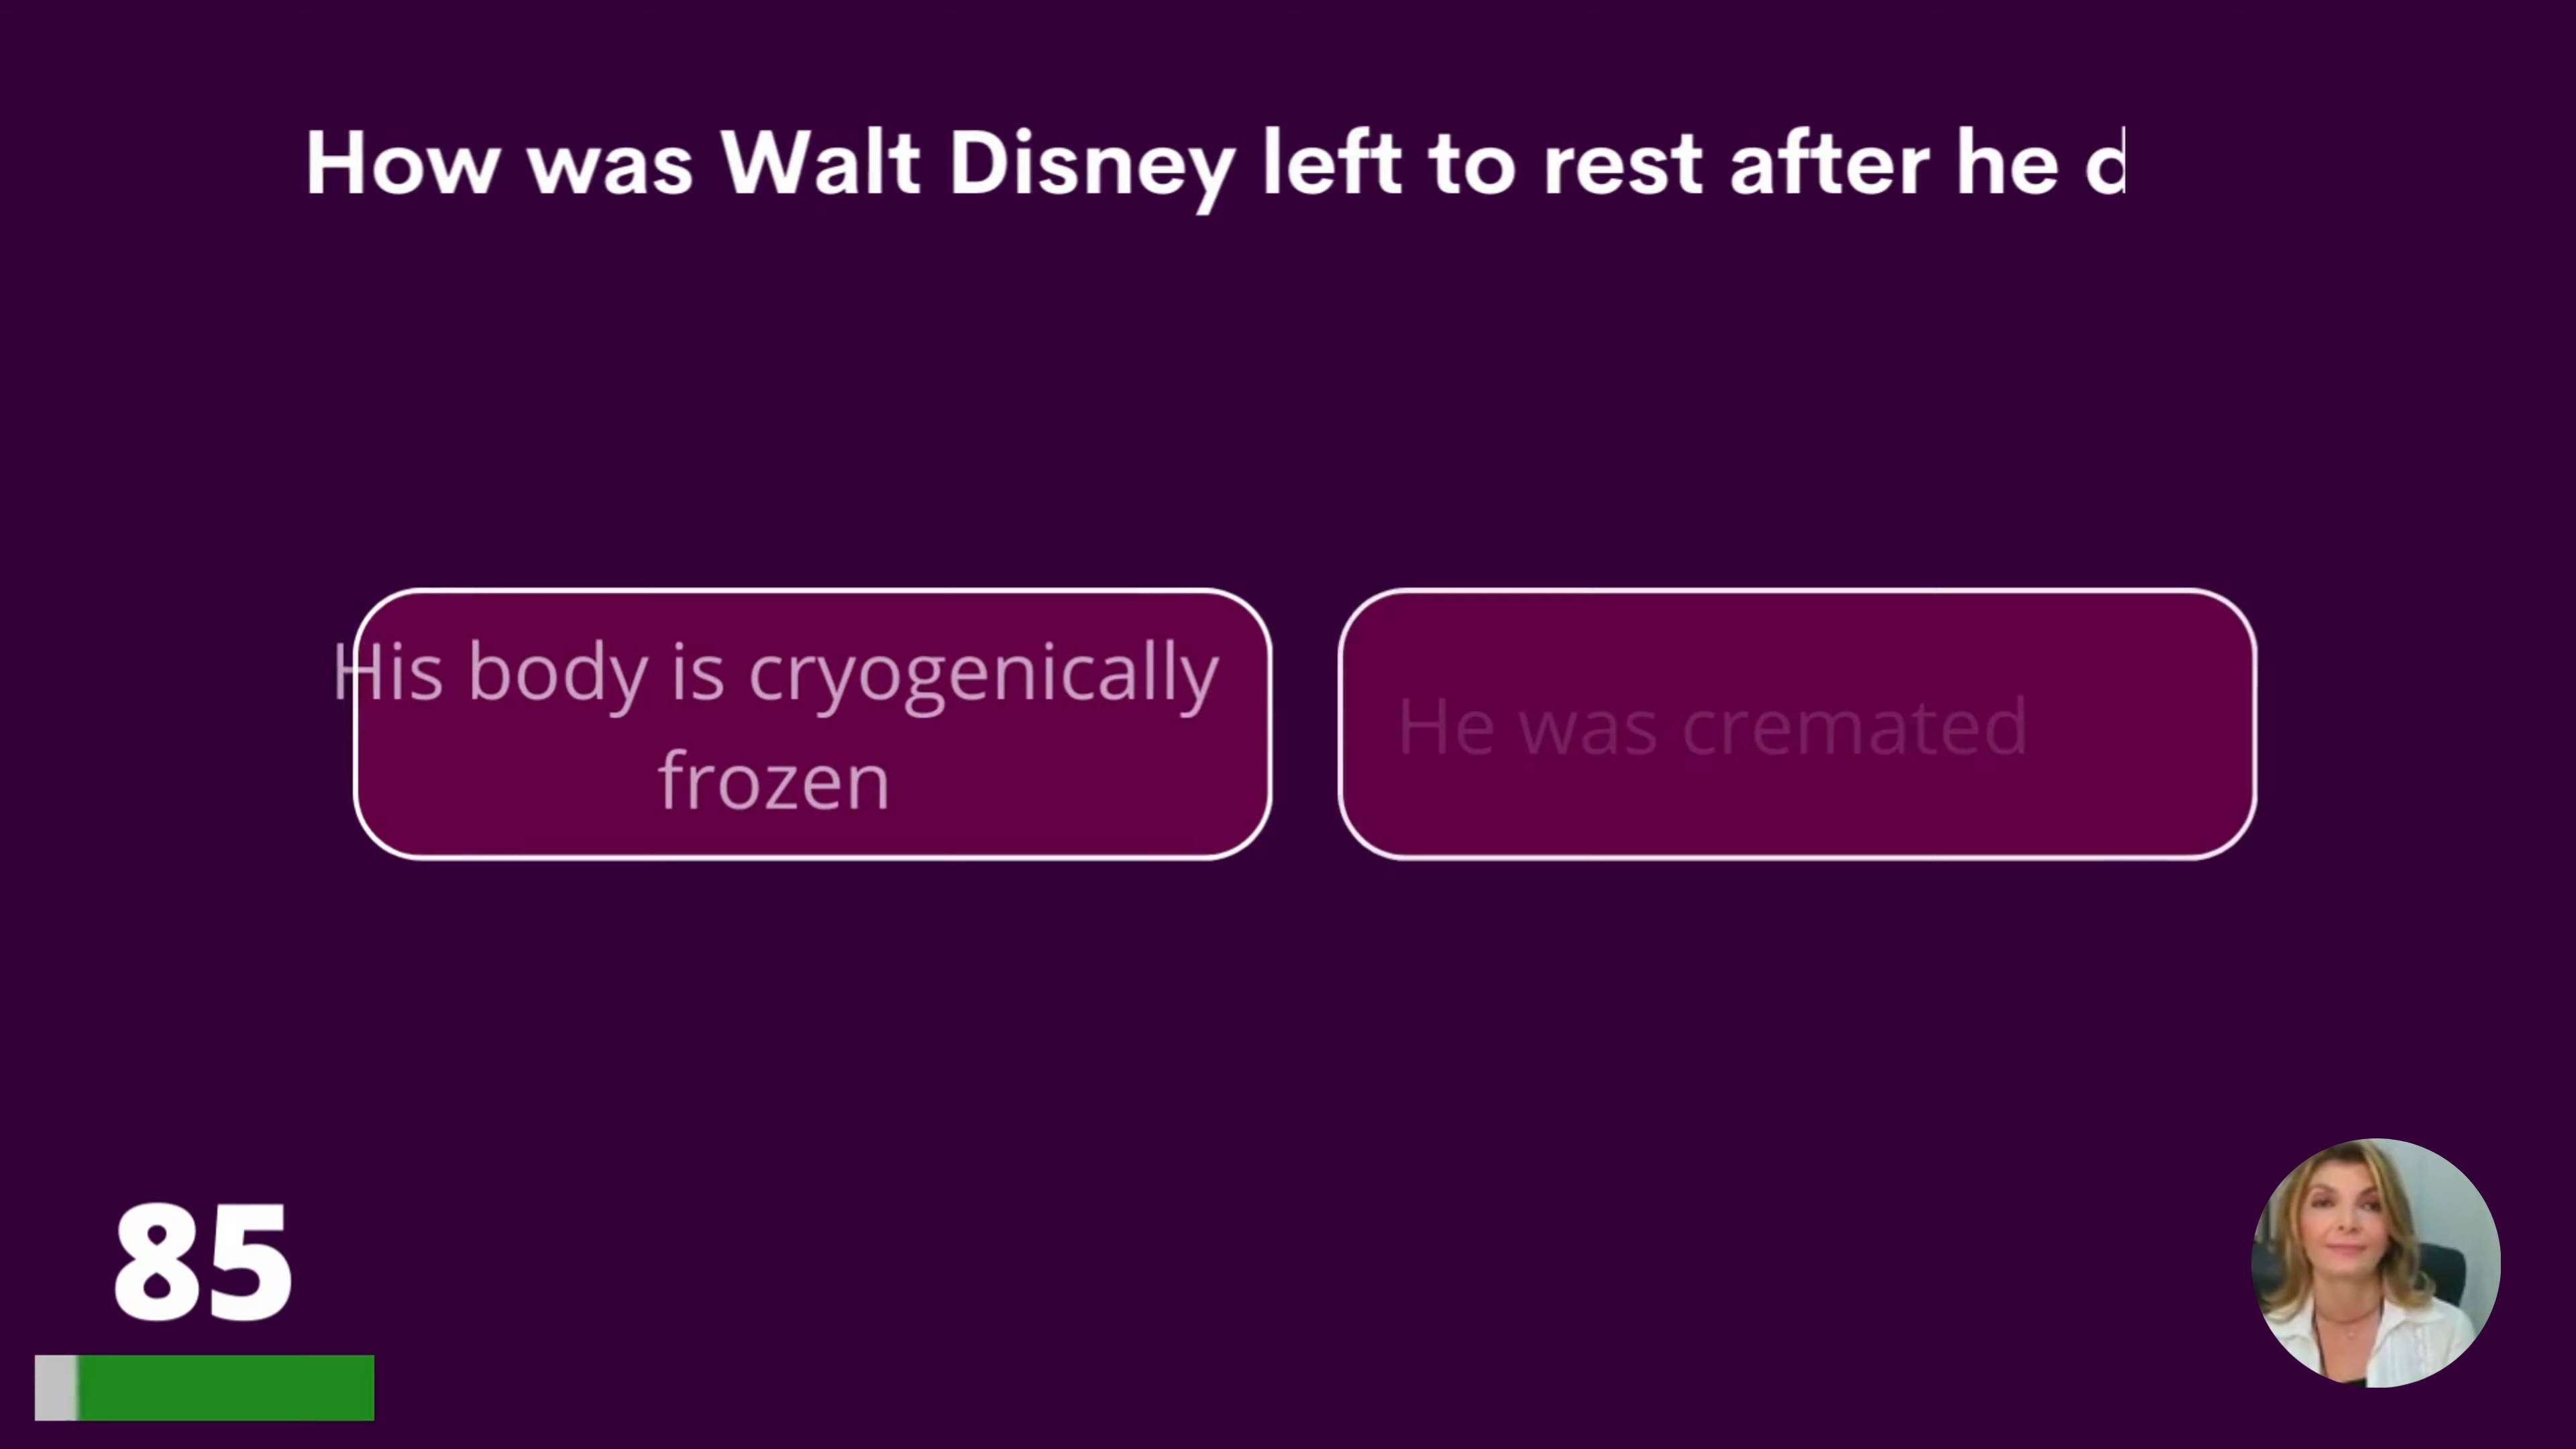 How was Walt Disney left to rest after he d
His body is cryogenically
frozen
He was cremated
85